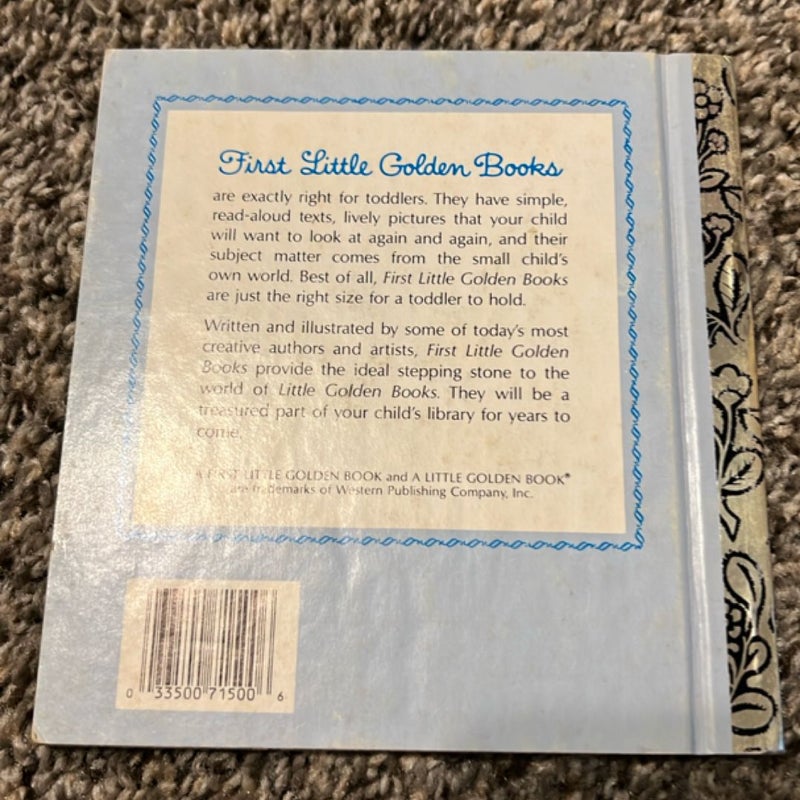 First Little Golden Books
are exactly right for toddlers. They have simple,
read-aloud texts, lively pictures that your child
will want to look at again and again, and their
subject matter comes from the small child's
own world. Best of all, First Little Golden Books
are just the right size for a toddler to hold.
Written and illustrated by some of today's most
creative authors and artists, First Little Golden
Books provide the ideal stepping stone to the
world of Little Golden Books. They will be a
treasured part of your child's library for years to
come.
A FIRST LITTLE GOLDEN BOOK and A LITTLE GOLDEN BOOK®
are trademarks of Western Publishing Company, Inc.
0 33500 71500 6